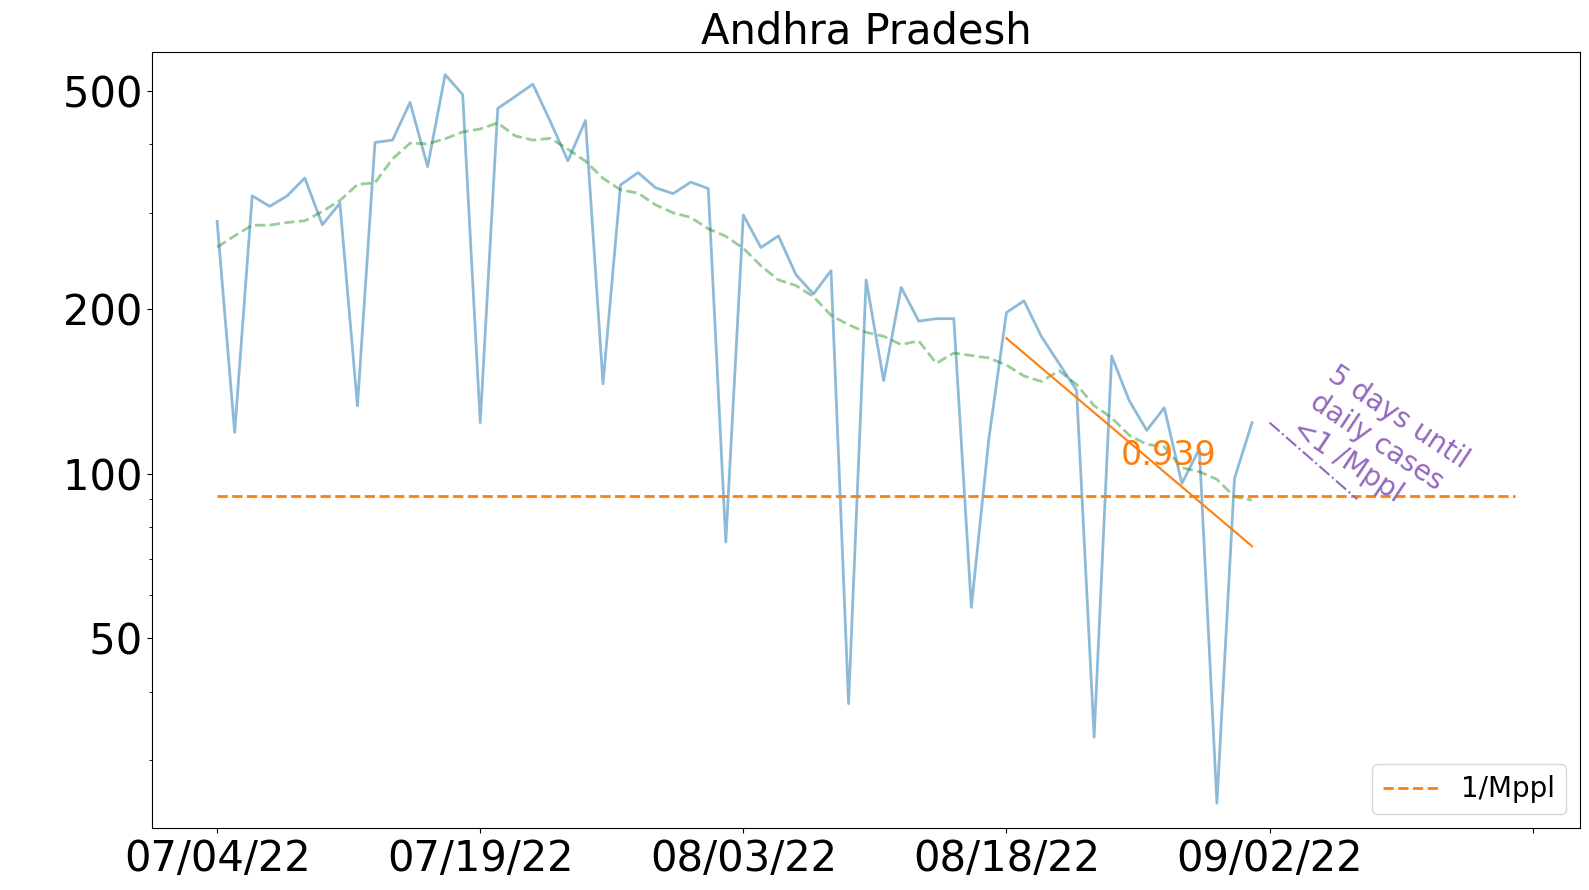 Andhra Pradesh
500
200
100
50
5 days until
daily cases
<1 /Mppl
0.939
1/Mppl
07/04/22
07/19/22
08/03/22
08/18/22
09/02/22